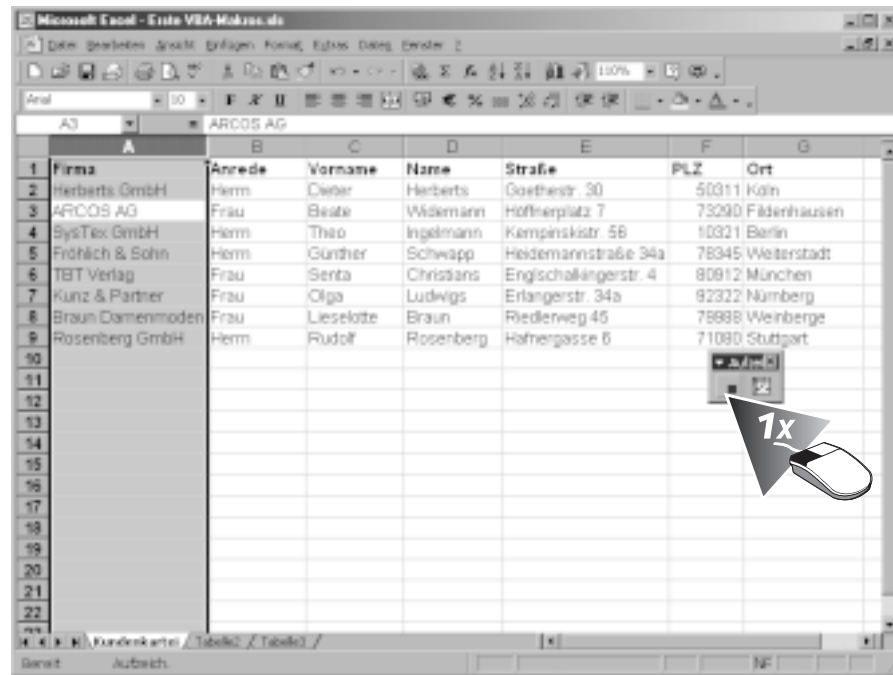 Microsoft Excel - Erste VBA-Makros.xls
Datei Bearbeiten Ansicht Einfügen Format Extras Daten Fenster ?
110%
Arial 10 F K U € %
A3 = ARCOS AG
A B C D E F G
1 Firma Anrede Vorname Name Straße PLZ Ort
2 Herberts GmbH Herrn Dieter Herberts Goethestr. 30 50311 Köln
3 ARCOS AG Frau Beate Widemann Höffnerplatz 7 73290 Fildenhausen
4 SysTex GmbH Herrn Theo Ingelmann Kempinskistr. 56 10321 Berlin
5 Fröhlich & Sohn Herrn Günther Schwapp Heidemannstraße 34a 78345 Weiterstadt
6 TBT Verlag Frau Senta Christians Englschalkingerstr. 4 80912 München
7 Kunz & Partner Frau Olga Ludwigs Erlangerstr. 34a 92322 Nürnberg
8 Braun Damenmoden Frau Lieselotte Braun Riedlerweg 45 79988 Weinberge
9 Rosenberg GmbH Herrn Rudolf Rosenberg Hafnergasse 6 71080 Stuttgart
10
11
12
13
1x
14
15
16
17
18
19
20
21
22
Kundenkartei Tabelle2 Tabelle3
Bereit Aufzeich. NF